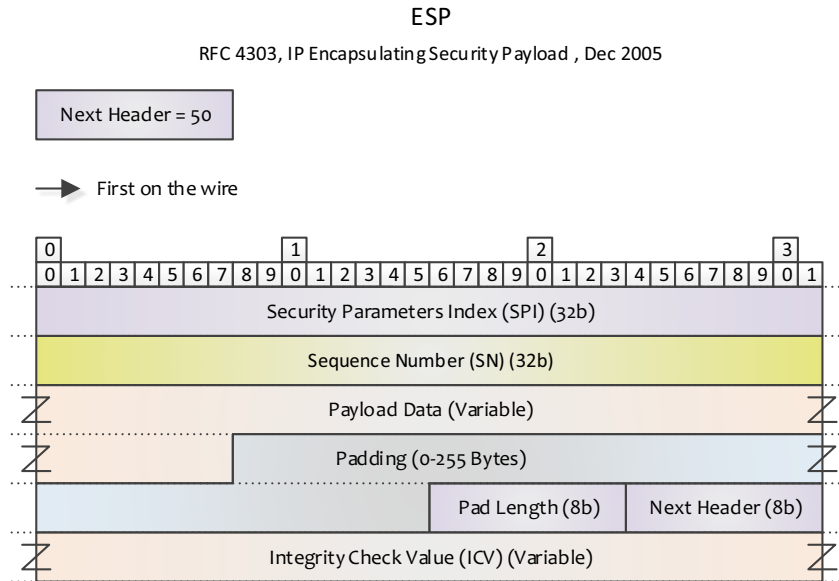 ESP
RFC 4303, IP Encapsulating Security Payload , Dec 2005
Next Header = 50
First on the wire
0 1 2 3
0 1 2 3 4 5 6 7 8 9 0 1 2 3 4 5 6 7 8 9 0 1 2 3 4 5 6 7 8 9 0 1
Security Parameters Index (SPI) (32b)
Sequence Number (SN) (32b)
Payload Data (Variable)
Padding (0-255 Bytes)
Pad Length (8b) Next Header (8b)
Integrity Check Value (ICV) (Variable)